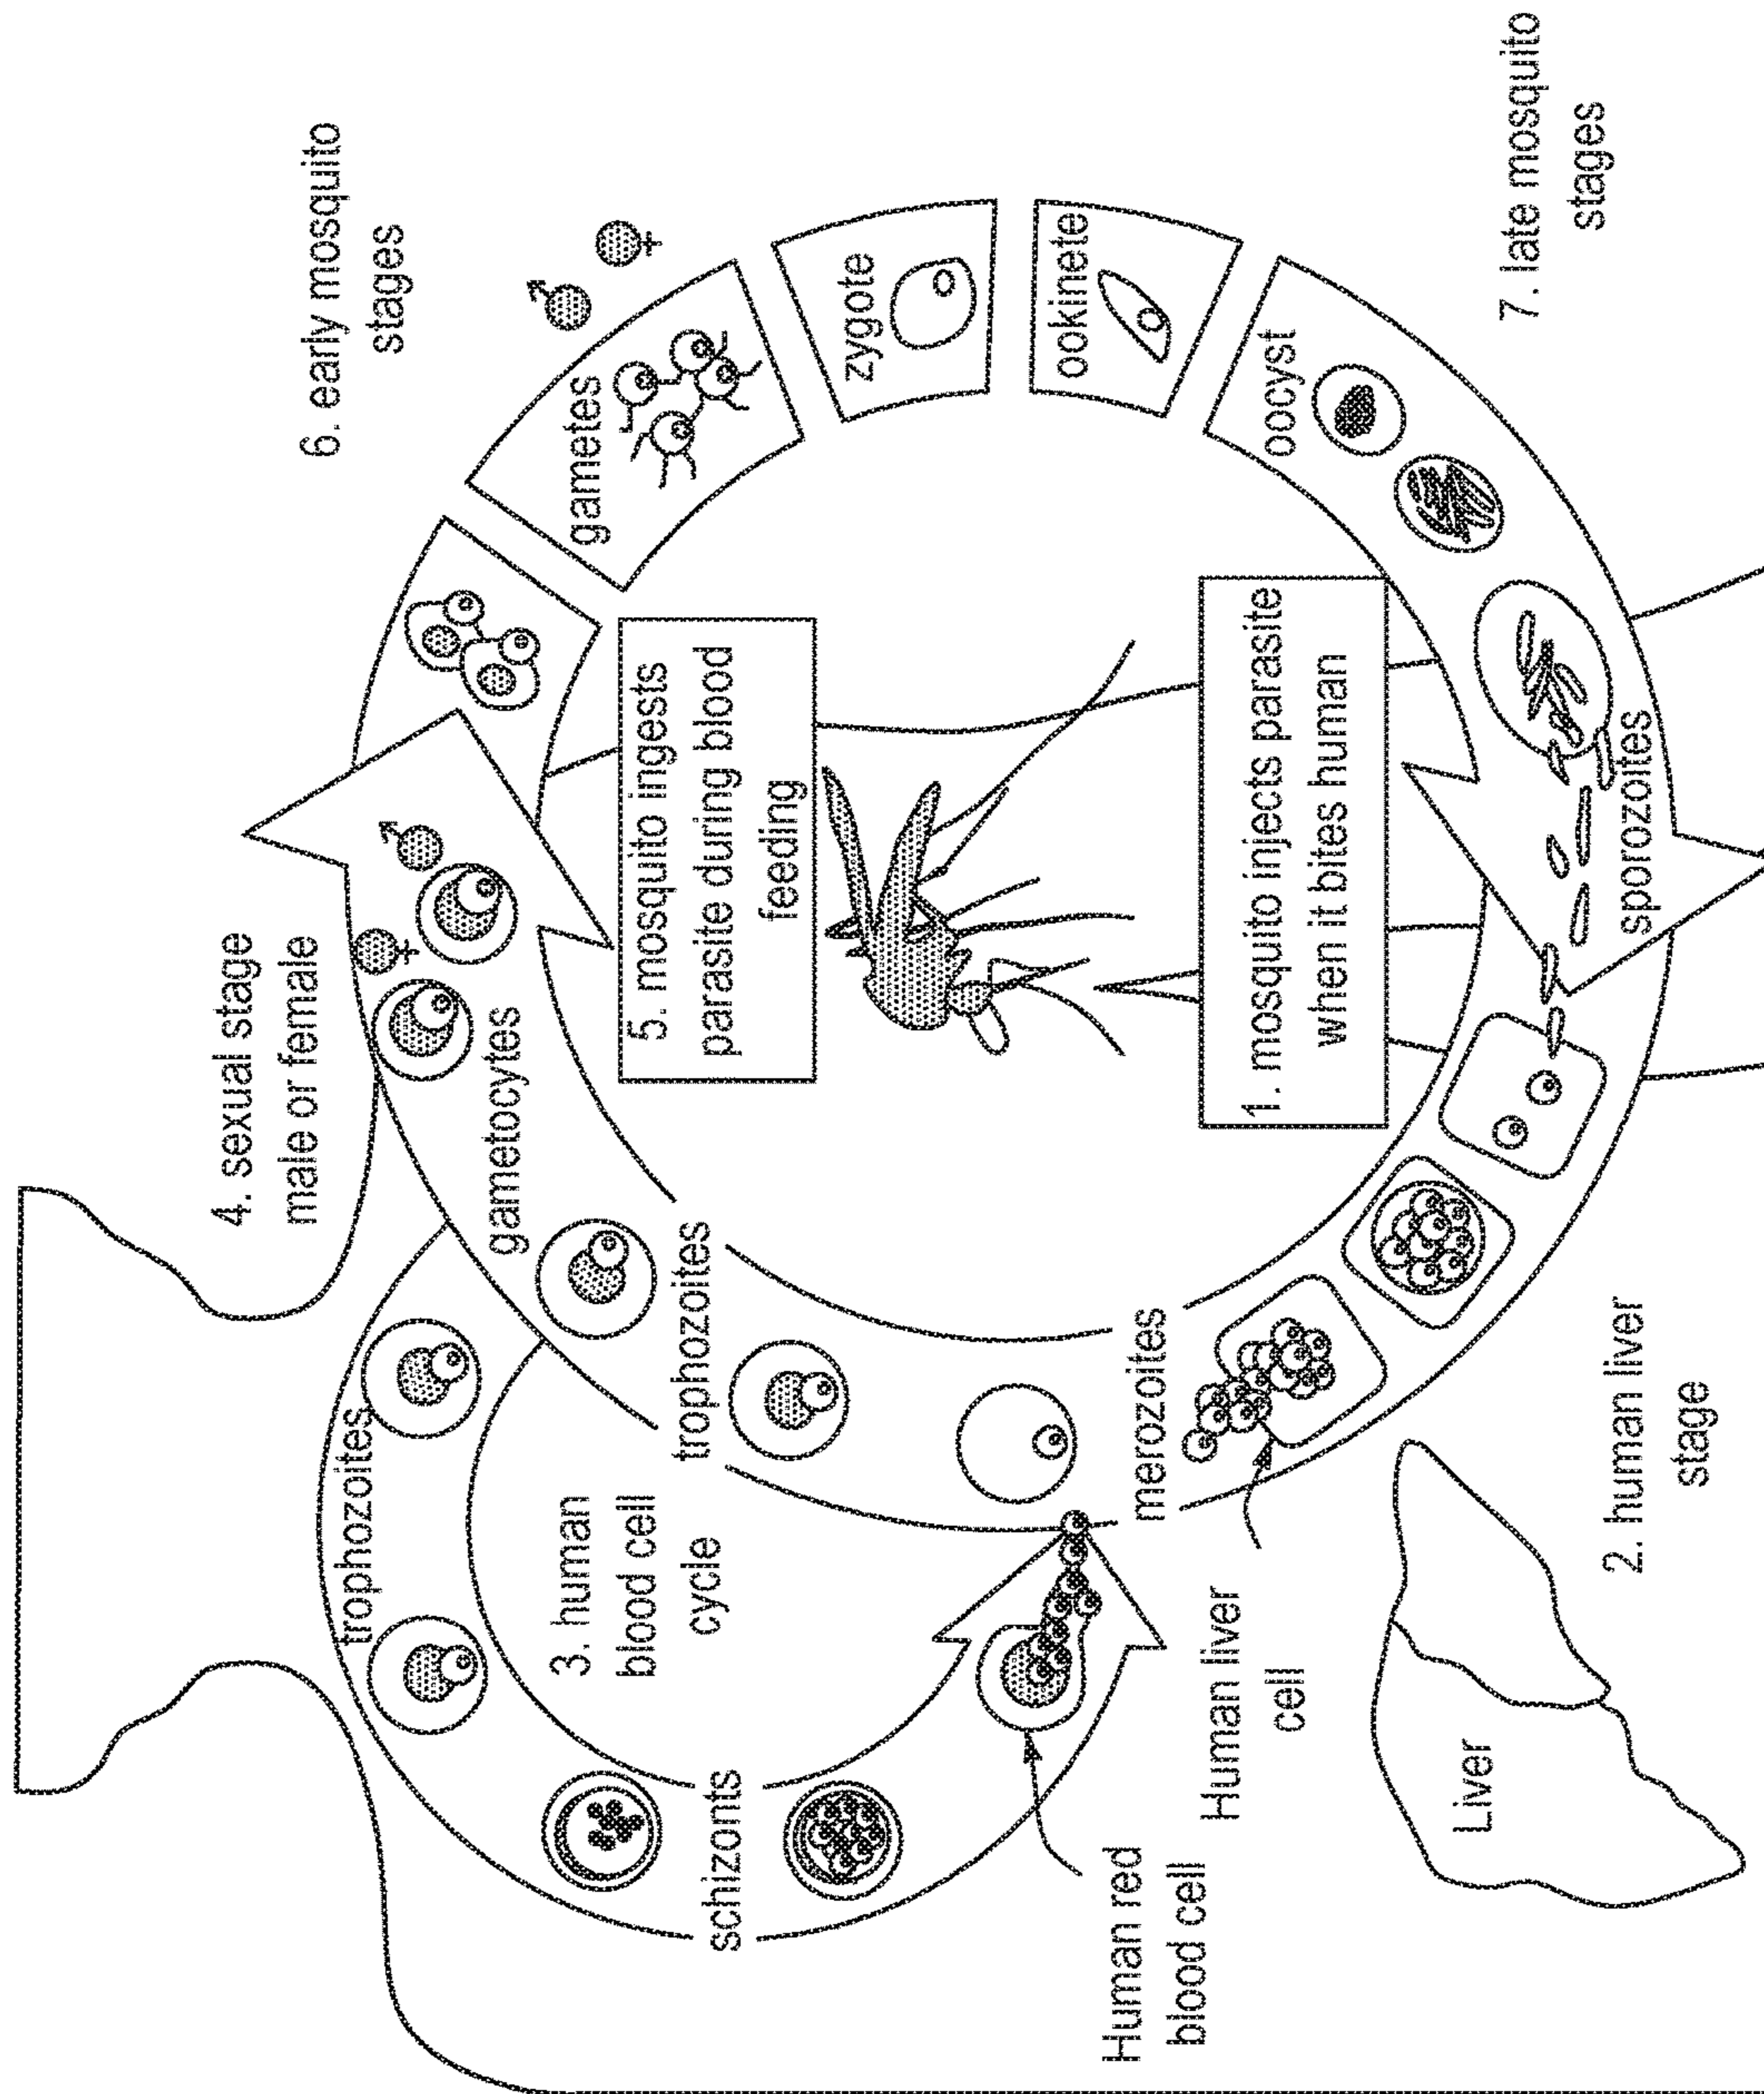 4. sexual stage
male or female
6. early mosquito
stages
trophozoites
gametocytes
gametes
3. human
blood cell
cycle
trophozoites
5. mosquito ingests
parasite during blood
feeding
zygote
schizonts
ookinete
merozoites
1. mosquito injects parasite
when it bites human
oocyst
Human red
blood cell
Human liver
cell
Liver
sporozoites
2. human liver
stage
7. late mosquito
stages